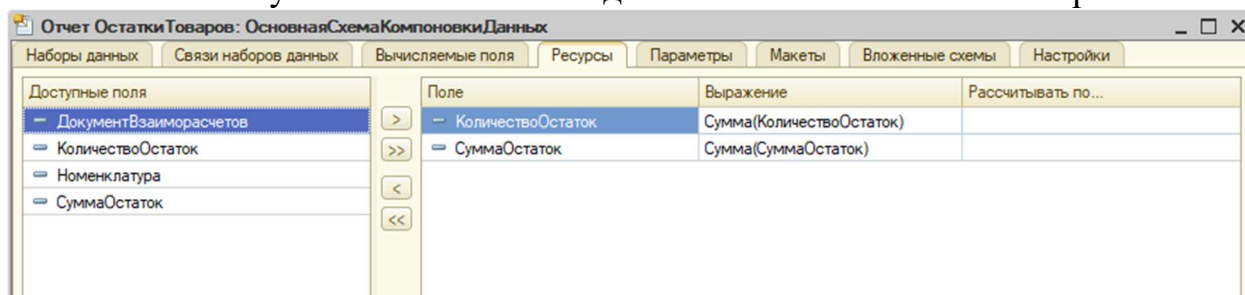 Отчет ОстаткиТоваров: ОсновнаяСхемаКомпоновкиДанных
Наборы данных Связи наборов данных Вычисляемые поля Ресурсы Параметры Макеты Вложенные схемы Настройки
Доступные поля Поле Выражение Рассчитывать по...
ДокументВзаиморасчетов > КоличествоОстаток Сумма(КоличествоОстаток)
КоличествоОстаток >> СуммаОстаток Сумма(СуммаОстаток)
Номенклатура <
СуммаОстаток <<